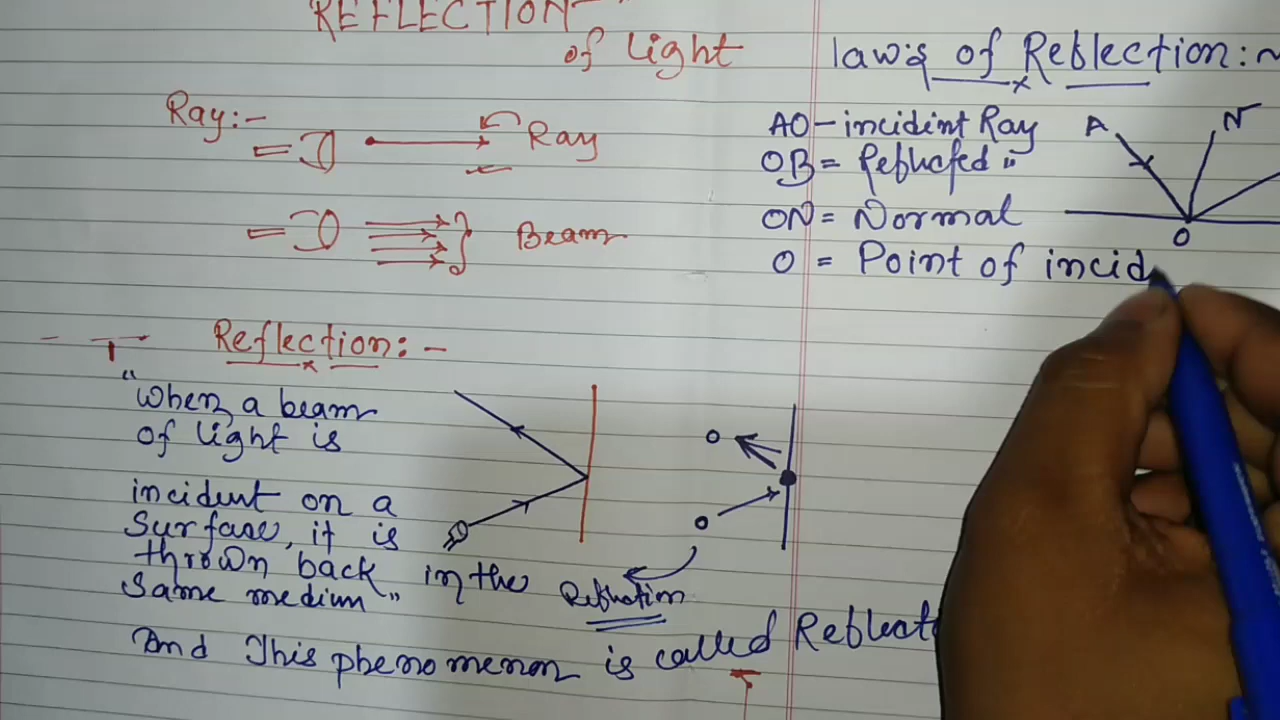 REFLECTION
of light
Ray:-
Ray
Beam
Reflection:-
"When a beam
of light is
incident on a
Surface, it is
thrown back in the
Same medium"
And This phenomenon is called Reflect
laws of Reflection:~
AO - incident Ray
OB = Reflected "
ON = Normal
O = Point of incid
A
N
O